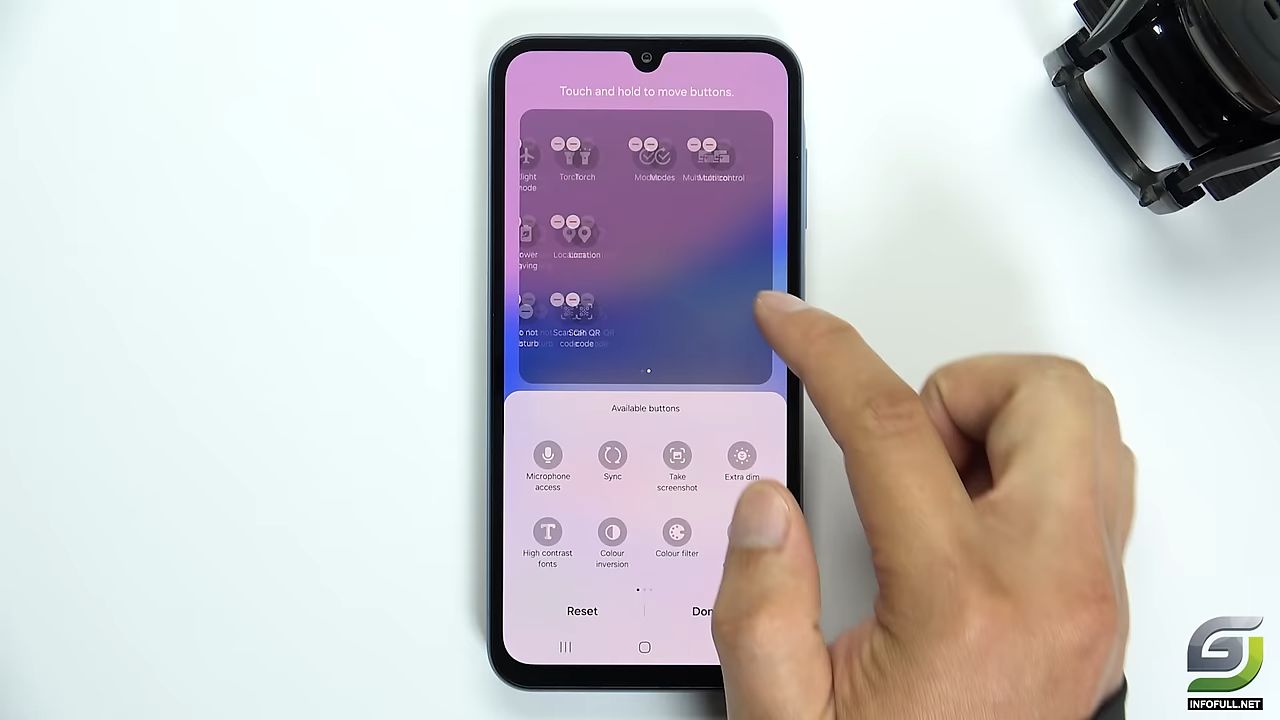 Touch and hold to move buttons.
Torch
Modes
Multi control
Location
Scan QR
code
Available buttons
Microphone
access
Sync
Take
screenshot
Extra dim
High contrast
fonts
Colour
inversion
Colour filter
Reset
INFOFULL.NET